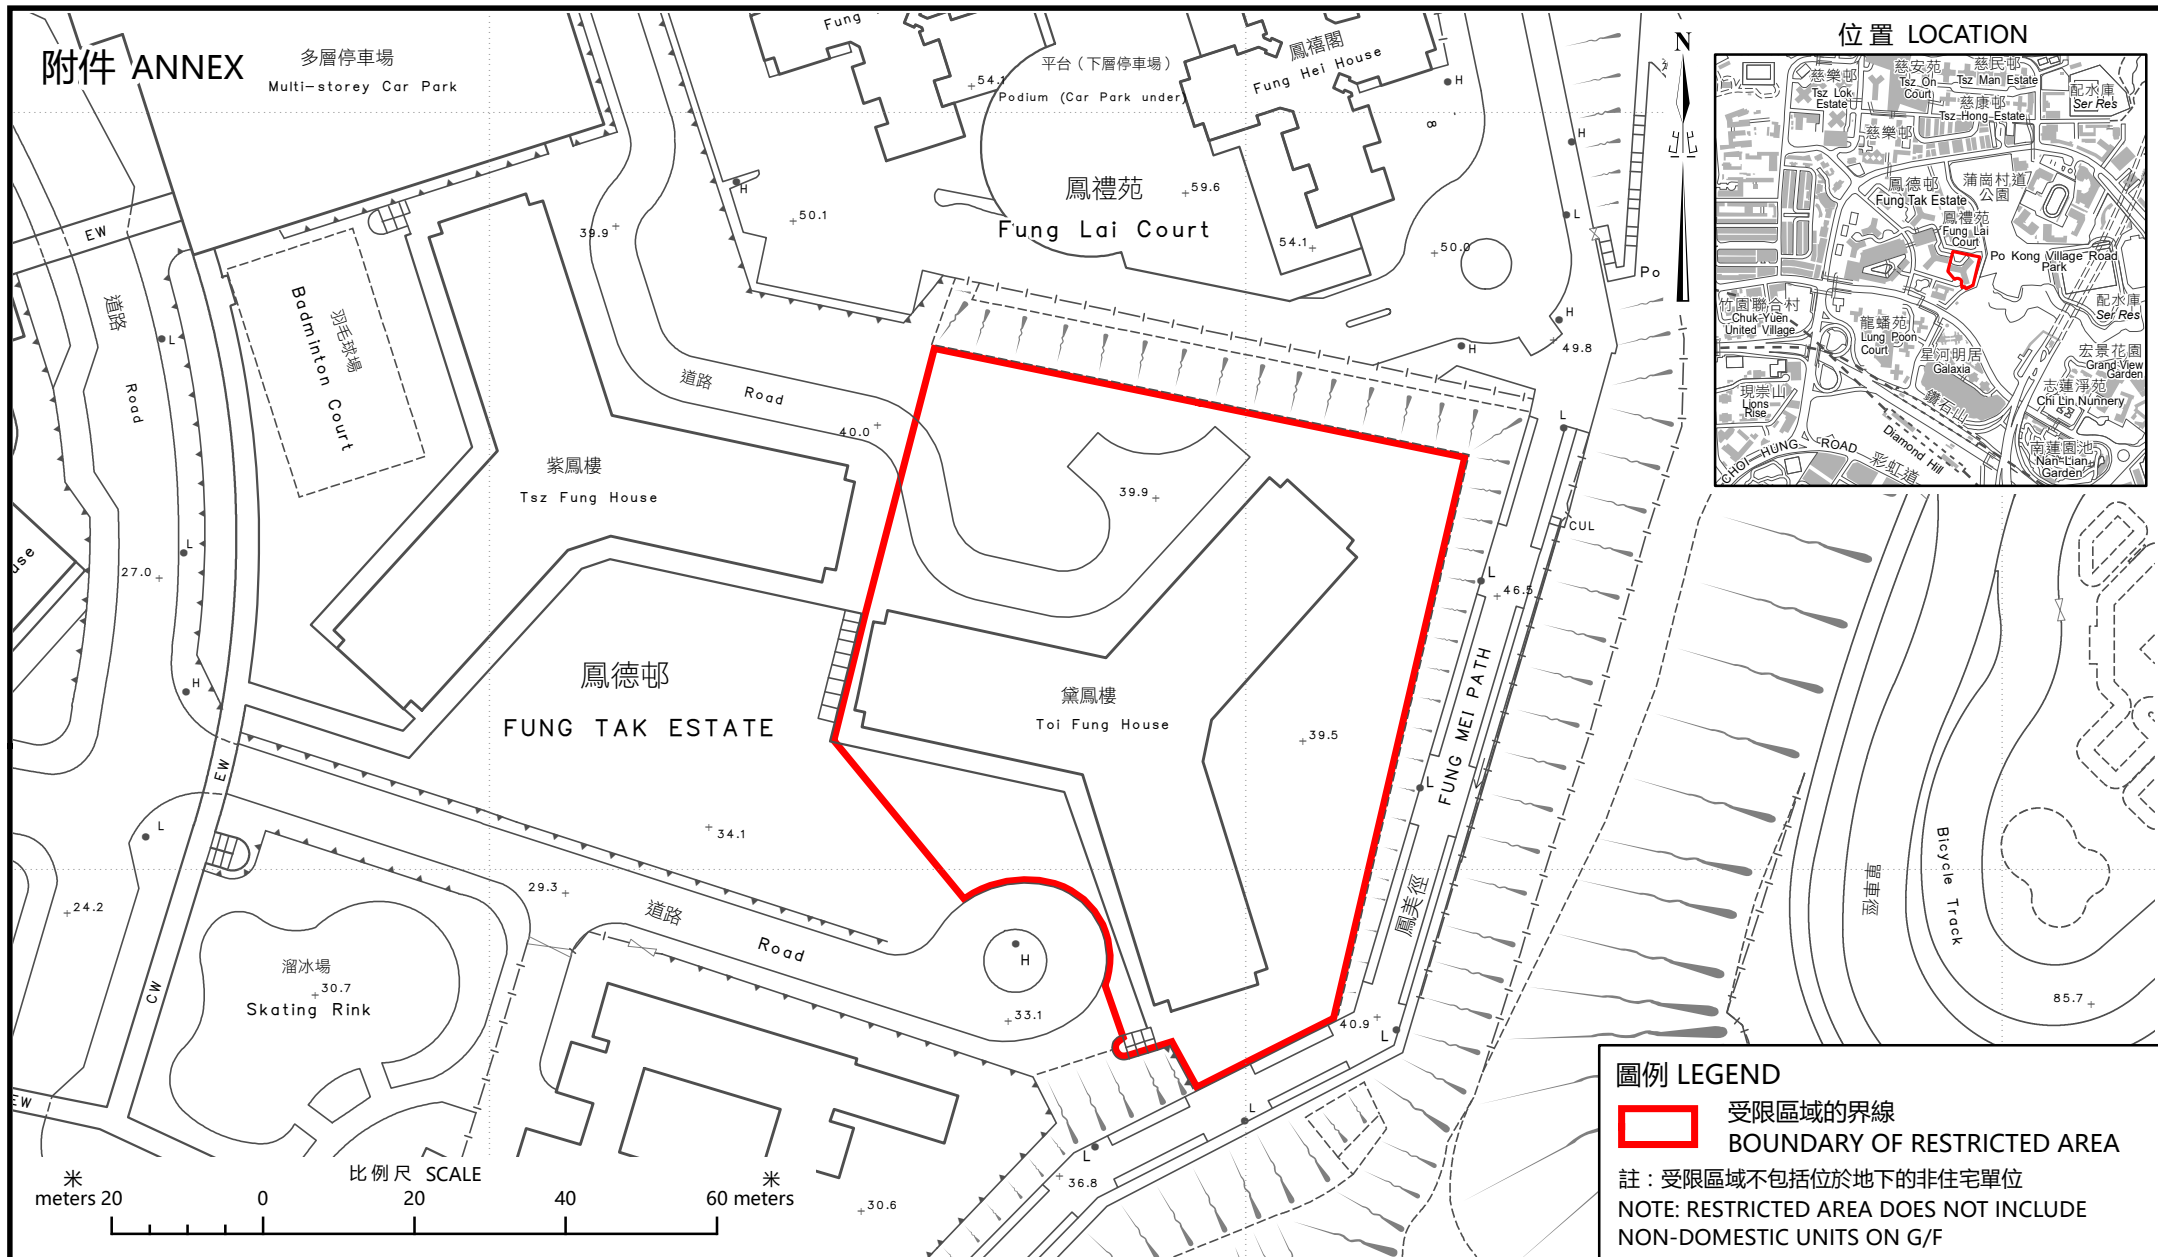 附件 ANNEX
多層停車場
Multi-storey Car Park
Fung
平台（下層停車場）
Podium (Car Park under)
鳳禧閣
Fung Hei House
54.1
H
59.6
鳳禮苑
Fung Lai Court
50.1
H
39.9
54.1
50.0
8
H
L
Po
H
H
49.8
L
N
位置 LOCATION
慈樂邨
Tsz Lok
Estate
慈安苑
Tsz On
Court
慈民邨
Tsz Man Estate
配水庫
Ser Res
慈康邨
Tsz Hong Estate
慈樂邨
鳳德邨
Fung Tak Estate
蒲崗村道
公園
鳳禮苑
Fung Lai
Court
Po Kong Village Road
Park
配水庫
Ser Res
竹園聯合村
Chuk Yuen
United Village
龍蟠苑
Lung Poon
Court
星河明居
Galaxia
宏景花園
Grand View
Garden
現崇山
Lions
Rise
志蓮淨苑
Chi Lin Nunnery
鑽石山
Diamond Hill
南蓮園池
Nan Lian
Garden
CHOI HUNG ROAD
彩虹道
EW
道路
Road
L
羽毛球場
Badminton Court
道路
Road
40.0
39.9
紫鳳樓
Tsz Fung House
L
27.0
use
CUL
L
46.5
H
鳳德邨
FUNG TAK ESTATE
黛鳳樓
Toi Fung House
39.5
FUNG MEI PATH
鳳美徑
L
EW
L
34.1
29.3
道路
Road
24.2
單車徑
Bicycle Track
85.7
溜冰場
30.7
Skating Rink
CW
H
33.1
40.9
L
EW
L
L
36.8
30.6
米
meters 20
0
比例尺 SCALE
20
40
米
60 meters
圖例 LEGEND
受限區域的界線
BOUNDARY OF RESTRICTED AREA
註：受限區域不包括位於地下的非住宅單位
NOTE: RESTRICTED AREA DOES NOT INCLUDE
NON-DOMESTIC UNITS ON G/F